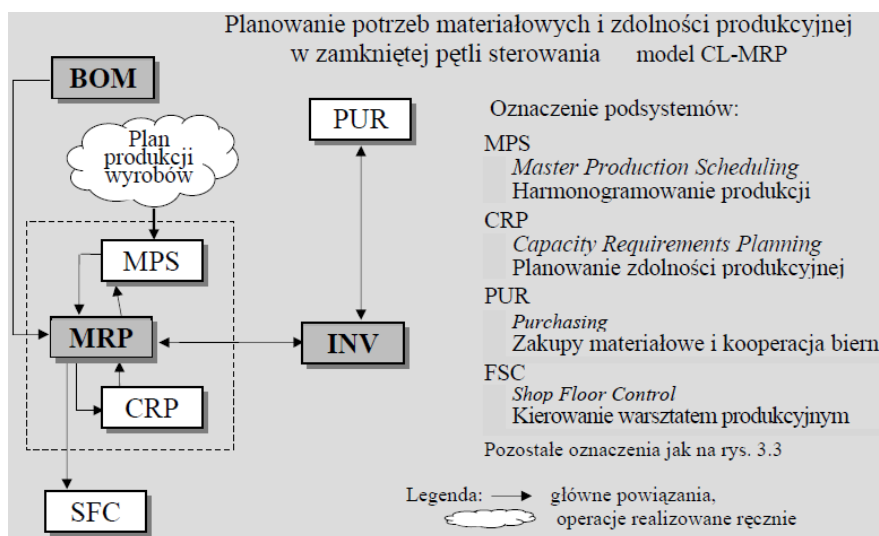 Planowanie potrzeb materiałowych i zdolności produkcyjnej
w zamkniętej pętli sterowania model CL-MRP
BOM
Plan
produkcji
wyrobów
MPS
MRP
CRP
SFC
PUR
INV
Oznaczenie podsystemów:
MPS
Master Production Scheduling
Harmonogramowanie produkcji
CRP
Capacity Requirements Planning
Planowanie zdolności produkcyjnej
PUR
Purchasing
Zakupy materiałowe i kooperacja biern
FSC
Shop Floor Control
Kierowanie warsztatem produkcyjnym
Pozostałe oznaczenia jak na rys. 3.3
Legenda: główne powiązania,
operacje realizowane ręcznie